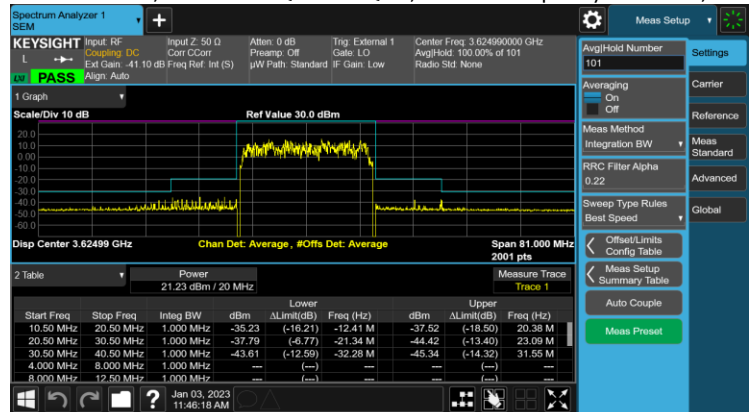 Spectrum Analyzer 1
SEM
Meas Setup
KEYSIGHT
L
LXI
PASS
Input: RF
Coupling: DC
Ext Gain: -41.10 dB
Align: Auto
Input Z: 50 Ω
Corr CCorr
Freq Ref: Int (S)
Atten: 0 dB
Preamp: Off
µW Path: Standard
Trig: External 1
Gate: LO
IF Gain: Low
Center Freq: 3.624990000 GHz
Avg|Hold: 100.00% of 101
Radio Std: None
1 Graph
Scale/Div 10 dB
Ref Value 30.0 dBm
20.0
10.0
0.00
-10.0
-20.0
-30.0
-40.0
-50.0
-60.0
Disp Center 3.62499 GHz
Chan Det: Average, #Offs Det: Average
Span 81.000 MHz
2001 pts
2 Table
Power
21.23 dBm / 20 MHz
Measure Trace
Trace 1
Lower Upper
Start Freq Stop Freq Integ BW dBm ΔLimit(dB) Freq (Hz) dBm ΔLimit(dB) Freq (Hz)
10.50 MHz 20.50 MHz 1.000 MHz -35.23 (-16.21) -12.41 M -37.52 (-18.50) 20.38 M
20.50 MHz 30.50 MHz 1.000 MHz -37.79 (-6.77) -21.34 M -44.42 (-13.40) 23.09 M
30.50 MHz 40.50 MHz 1.000 MHz -43.61 (-12.59) -32.28 M -45.34 (-14.32) 31.55 M
4.000 MHz 8.000 MHz 1.000 MHz --- (---) --- --- (---) ---
8.000 MHz 12.50 MHz 1.000 MHz --- (---) --- --- (---) ---
?
Jan 03, 2023
11:46:18 AM
Avg|Hold Number
101
Averaging
On
Off
Meas Method
Integration BW
RRC Filter Alpha
0.22
Sweep Type Rules
Best Speed
Offset/Limits
Config Table
Meas Setup
Summary Table
Auto Couple
Meas Preset
Settings
Carrier
Reference
Meas
Standard
Advanced
Global